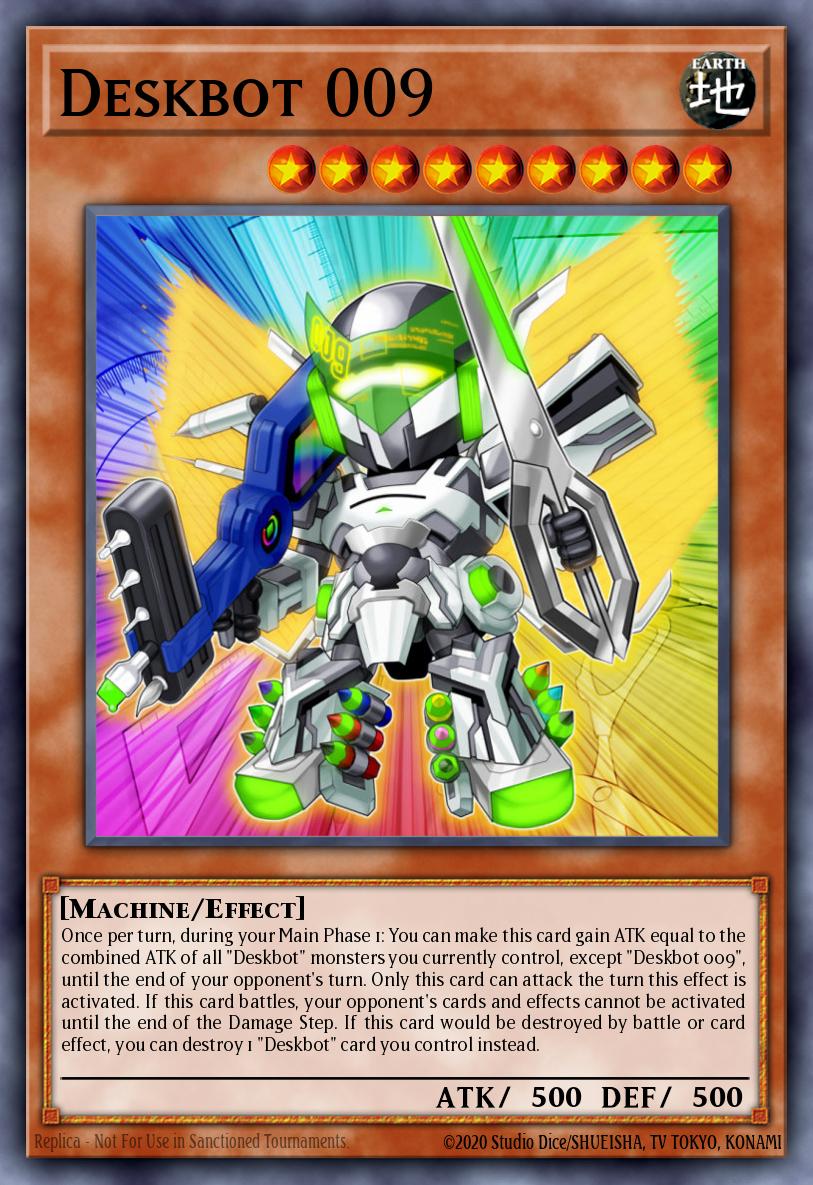 Deskbot 009
EARTH
地
009
[Machine/Effect]
Once per turn, during your Main Phase 1: You can make this card gain ATK equal to the
combined ATK of all "Deskbot" monsters you currently control, except "Deskbot 009",
until the end of your opponent's turn. Only this card can attack the turn this effect is
activated. If this card battles, your opponent's cards and effects cannot be activated
until the end of the Damage Step. If this card would be destroyed by battle or card
effect, you can destroy 1 "Deskbot" card you control instead.
ATK/ 500 DEF/ 500
Replica - Not For Use in Sanctioned Tournaments.
©2020 Studio Dice/SHUEISHA, TV TOKYO, KONAMI